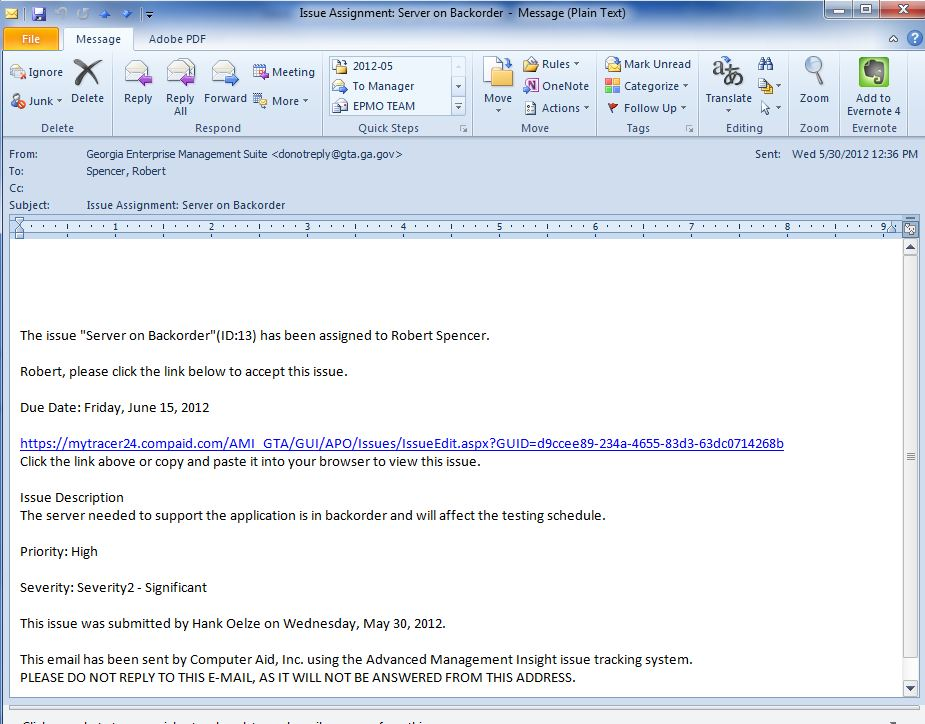 Issue Assignment: Server on Backorder - Message (Plain Text)
File Message Adobe PDF
Ignore
Junk
Delete
Delete
Reply
Reply All
Forward
Meeting
More
Respond
2012-05
To Manager
EPMO TEAM
Quick Steps
Move
Rules
OneNote
Actions
Move
Mark Unread
Categorize
Follow Up
Tags
Translate
Editing
Zoom
Zoom
Add to Evernote 4
Evernote
From: Georgia Enterprise Management Suite <donotreply@gta.ga.gov> Sent: Wed 5/30/2012 12:36 PM
To: Spencer, Robert
Cc:
Subject: Issue Assignment: Server on Backorder
1 2 3 4 5 6 7 8 9
The issue "Server on Backorder"(ID:13) has been assigned to Robert Spencer.
Robert, please click the link below to accept this issue.
Due Date: Friday, June 15, 2012
https://mytracer24.compaid.com/AMI_GTA/GUI/APO/Issues/IssueEdit.aspx?GUID=d9ccee89-234a-4655-83d3-63dc0714268b
Click the link above or copy and paste it into your browser to view this issue.
Issue Description
The server needed to support the application is in backorder and will affect the testing schedule.
Priority: High
Severity: Severity2 - Significant
This issue was submitted by Hank Oelze on Wednesday, May 30, 2012.
This email has been sent by Computer Aid, Inc. using the Advanced Management Insight issue tracking system.
PLEASE DO NOT REPLY TO THIS E-MAIL, AS IT WILL NOT BE ANSWERED FROM THIS ADDRESS.